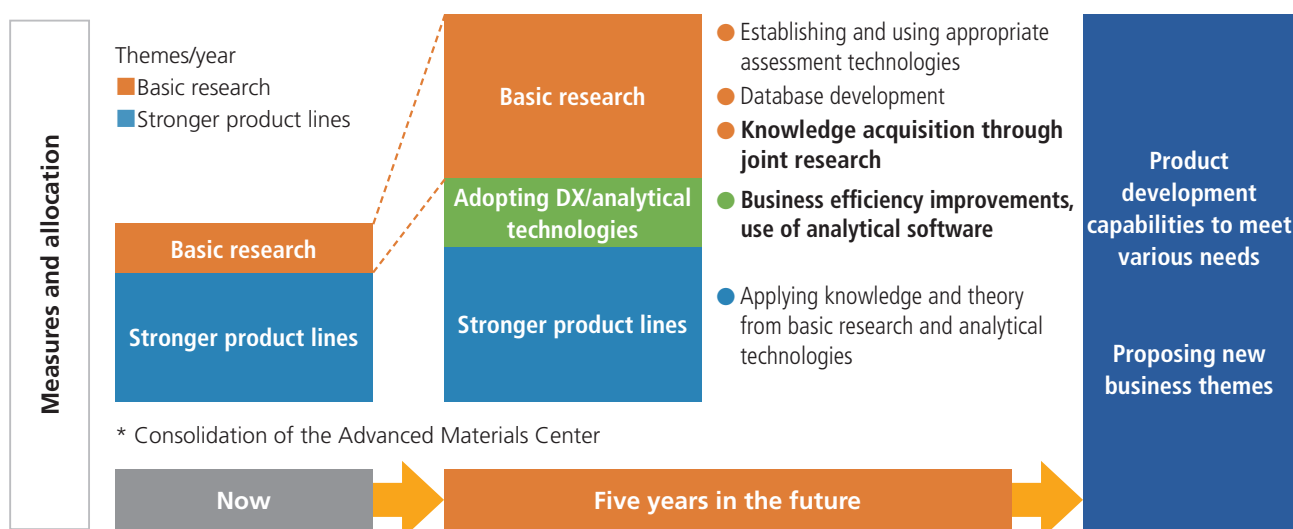 Measures and allocation
Themes/year
Basic research
Stronger product lines
Basic research
Stronger product lines
Basic research
Adopting DX/analytical
technologies
Stronger product lines
Establishing and using appropriate
assessment technologies
Database development
Knowledge acquisition through
joint research
Business efficiency improvements,
use of analytical software
Applying knowledge and theory
from basic research and analytical
technologies
Product
development
capabilities to meet
various needs
Proposing new
business themes
* Consolidation of the Advanced Materials Center
Now
Five years in the future